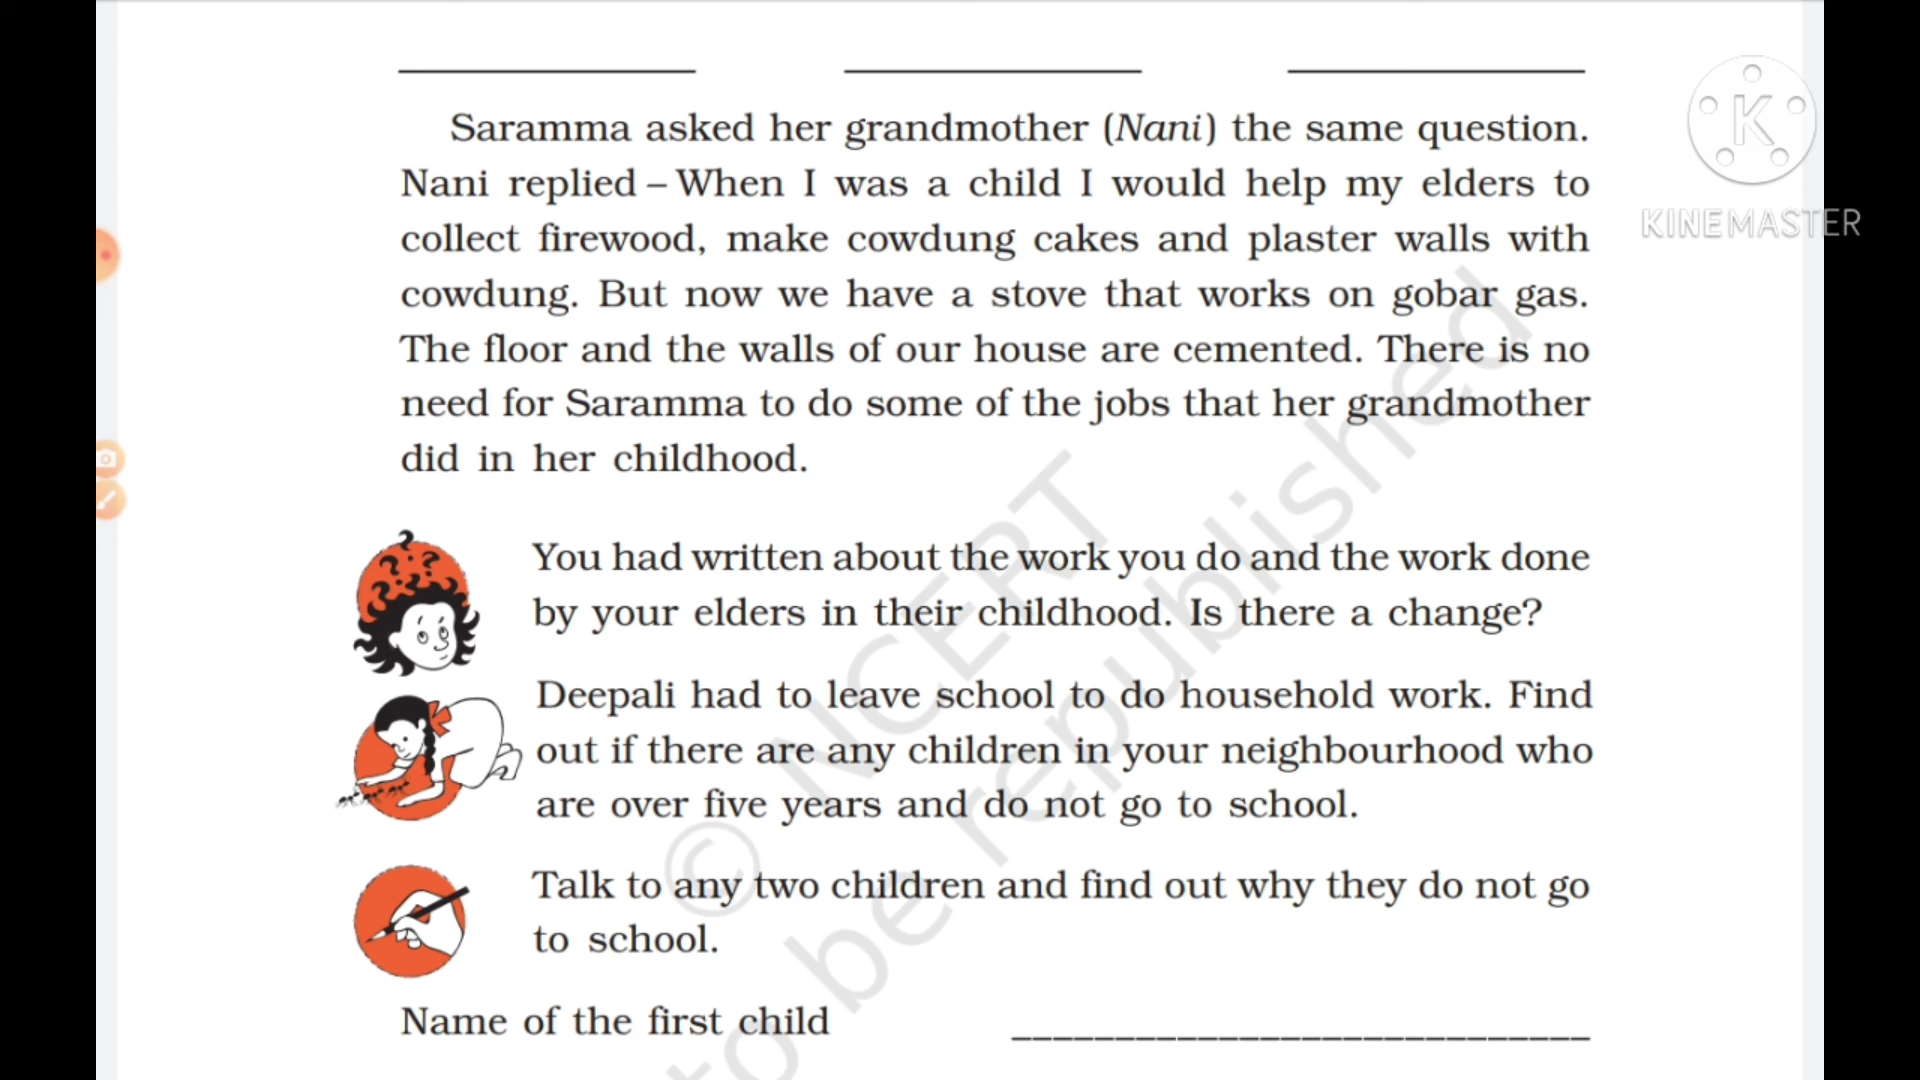 Saramma asked her grandmother (Nani) the same question.
Nani replied – When I was a child I would help my elders to
collect firewood, make cowdung cakes and plaster walls with
cowdung. But now we have a stove that works on gobar gas.
The floor and the walls of our house are cemented. There is no
need for Saramma to do some of the jobs that her grandmother
did in her childhood.
You had written about the work you do and the work done
by your elders in their childhood. Is there a change?
Deepali had to leave school to do household work. Find
out if there are any children in your neighbourhood who
are over five years and do not go to school.
Talk to any two children and find out why they do not go
to school.
Name of the first child
K
KINEMASTER
© NCERT
to be republished